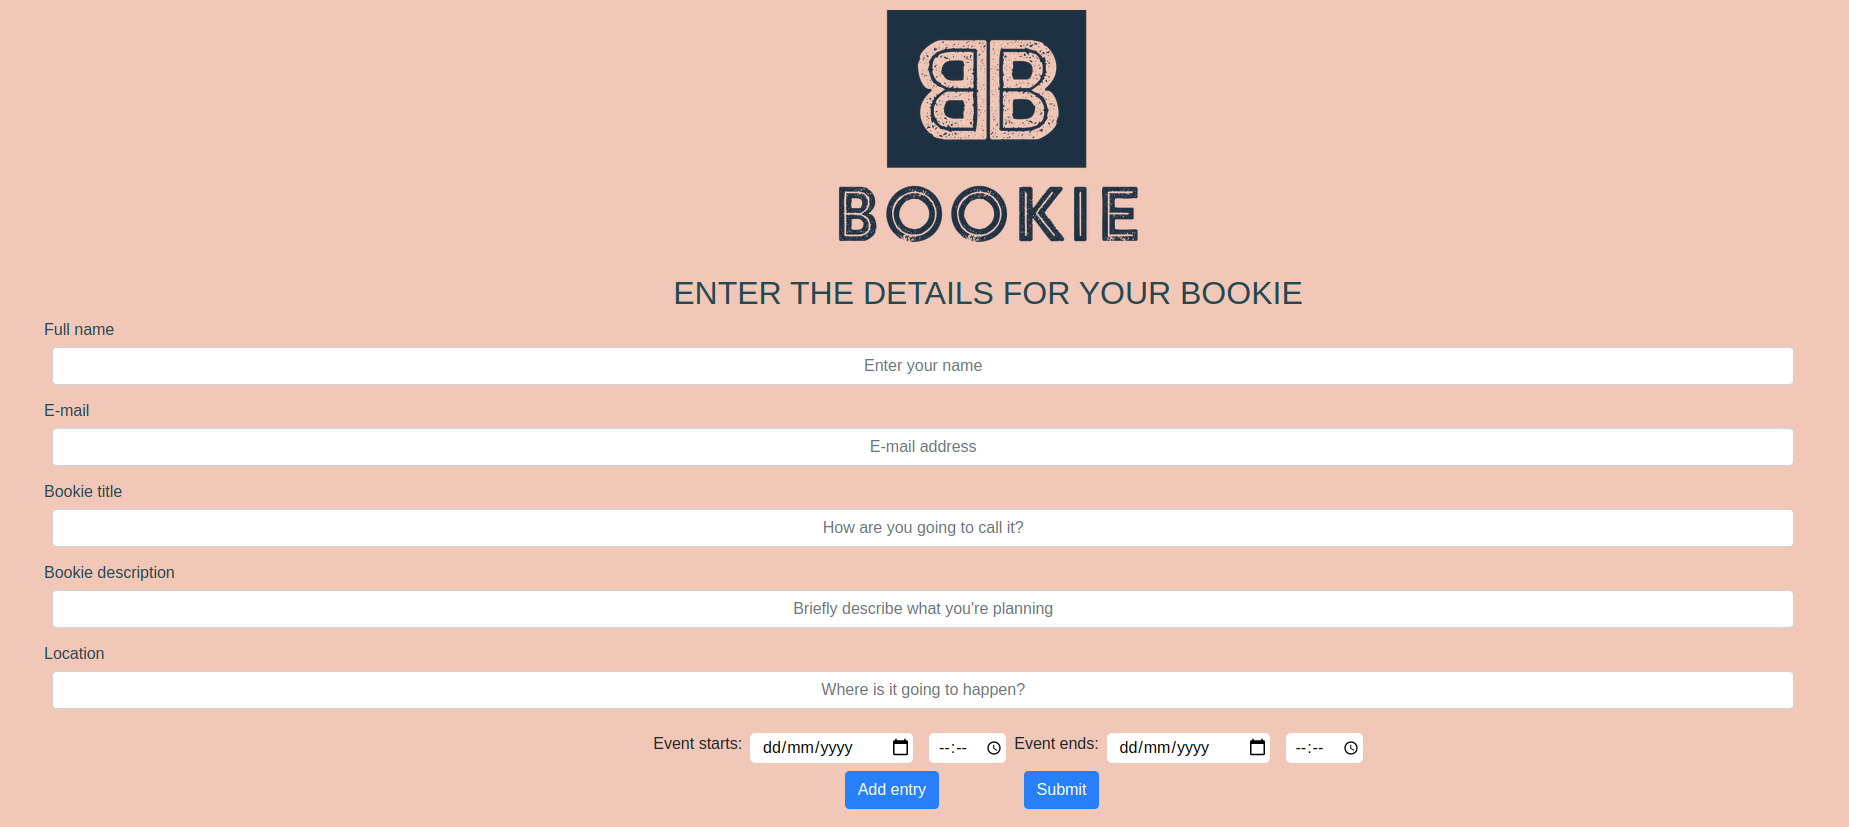 BB
BOOKIE
ENTER THE DETAILS FOR YOUR BOOKIE
Full name
Enter your name
E-mail
E-mail address
Bookie title
How are you going to call it?
Bookie description
Briefly describe what you're planning
Location
Where is it going to happen?
Event starts: dd/mm/yyyy --:-- Event ends: dd/mm/yyyy --:--
Add entry Submit